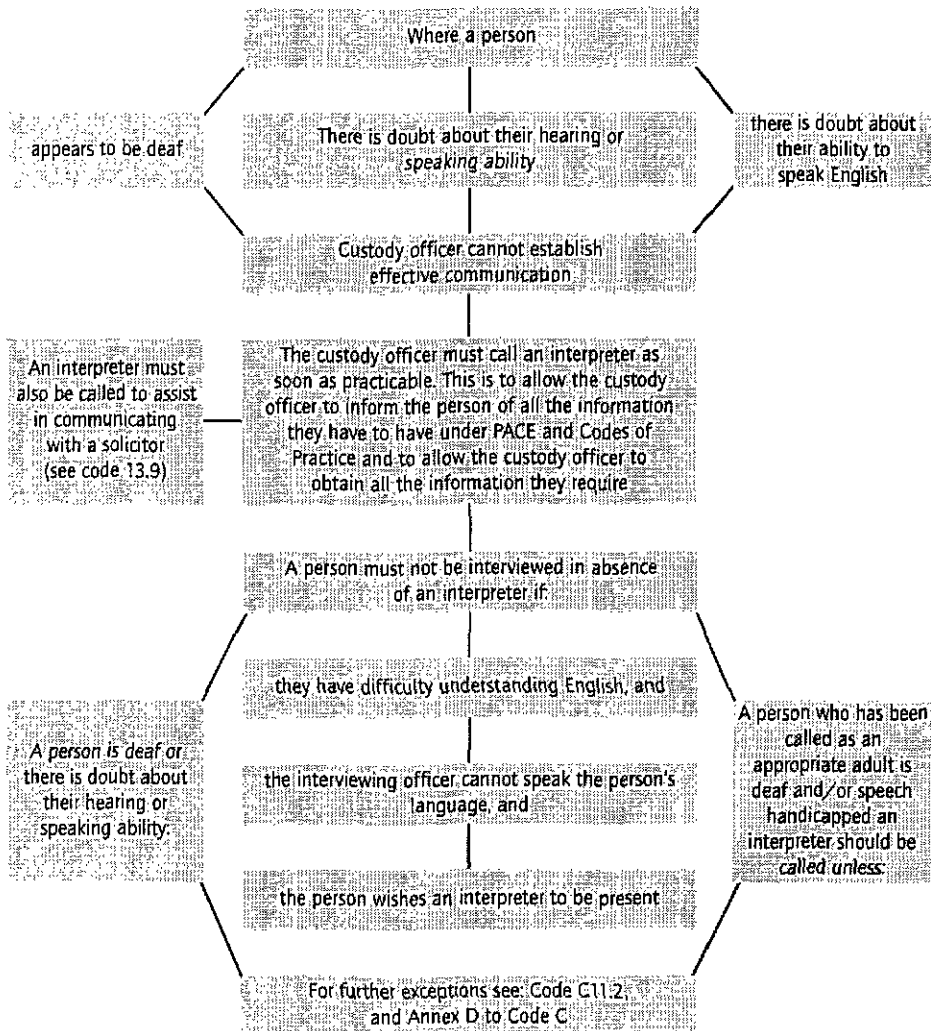 Where a person
appears to be deaf
There is doubt about their hearing or
speaking ability
there is doubt about
their ability to
speak English
Custody officer cannot establish
effective communication
An interpreter must
also be called to assist
in communicating
with a solicitor
(see code 13.9)
The custody officer must call an interpreter as
soon as practicable. This is to allow the custody
officer to inform the person of all the information
they have to have under PACE and Codes of
Practice and to allow the custody officer to
obtain all the information they require
A person must not be interviewed in absence
of an interpreter if:
they have difficulty understanding English, and
A person is deaf or
there is doubt about
their hearing or
speaking ability:
the interviewing officer cannot speak the person's
language, and
A person who has been
called as an
appropriate adult is
deaf and/or speech
handicapped an
interpreter should be
called unless:
the person wishes an interpreter to be present
For further exceptions see: Code C11.2,
and Annex D to Code C